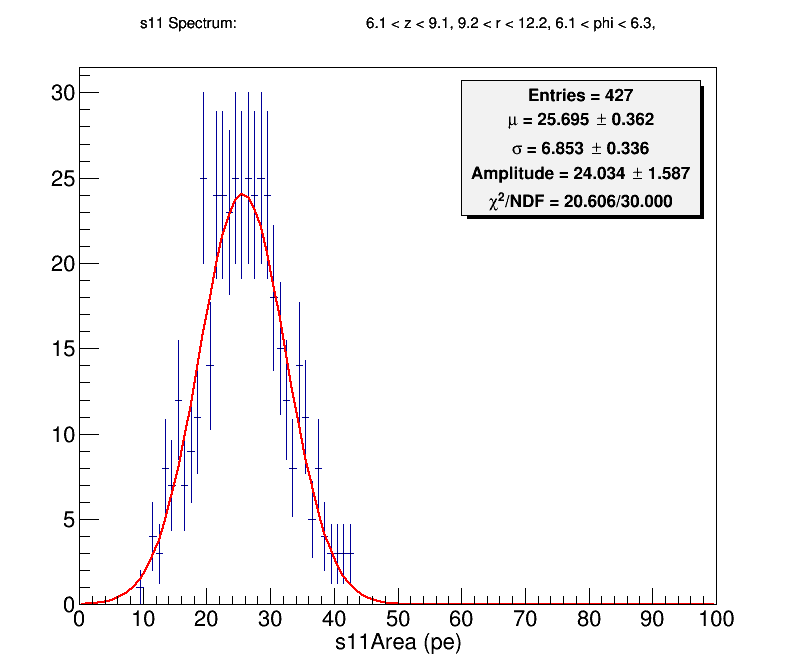 s11 Spectrum: 6.1 < z < 9.1, 9.2 < r < 12.2, 6.1 < phi < 6.3,
Entries = 427
μ = 25.695 ± 0.362
σ = 6.853 ± 0.336
Amplitude = 24.034 ± 1.587
χ²/NDF = 20.606/30.000
30
25
20
15
10
5
0
0 10 20 30 40 50 60 70 80 90 100
s11Area (pe)